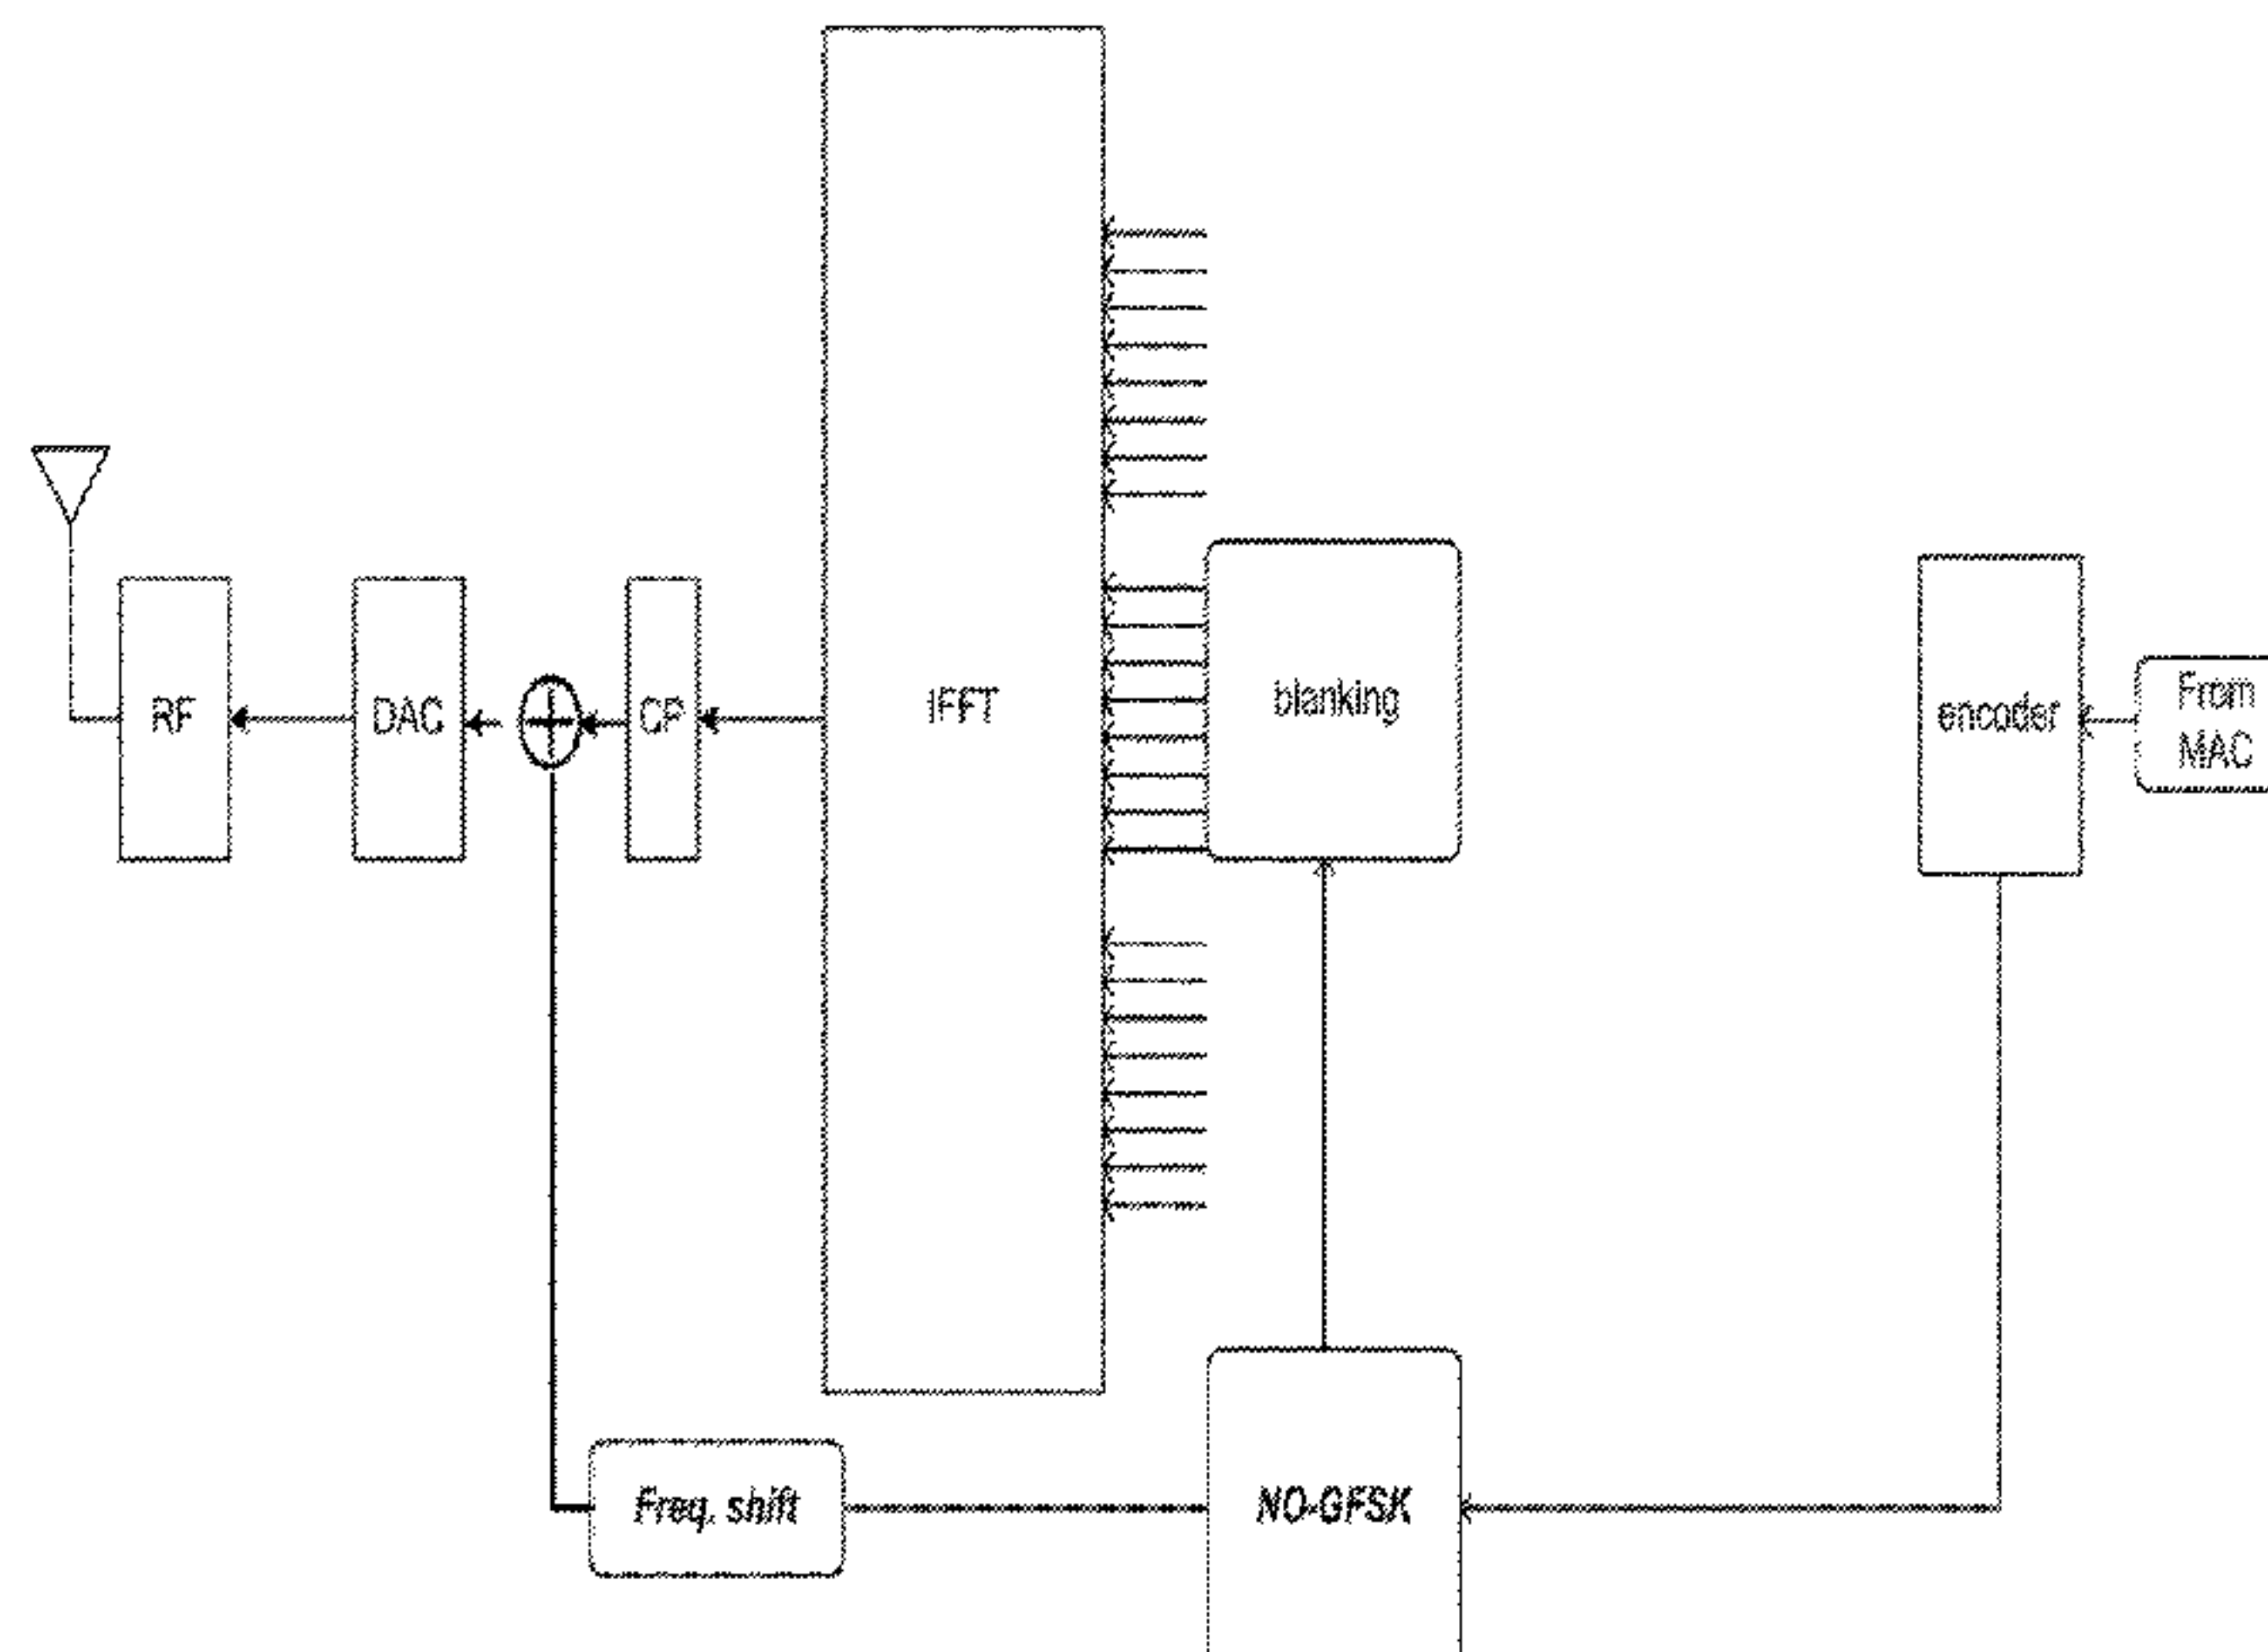 RF
DAC
CP
IFFT
blanking
encoder
From
MAC
Freq. shift
NO-GFSK